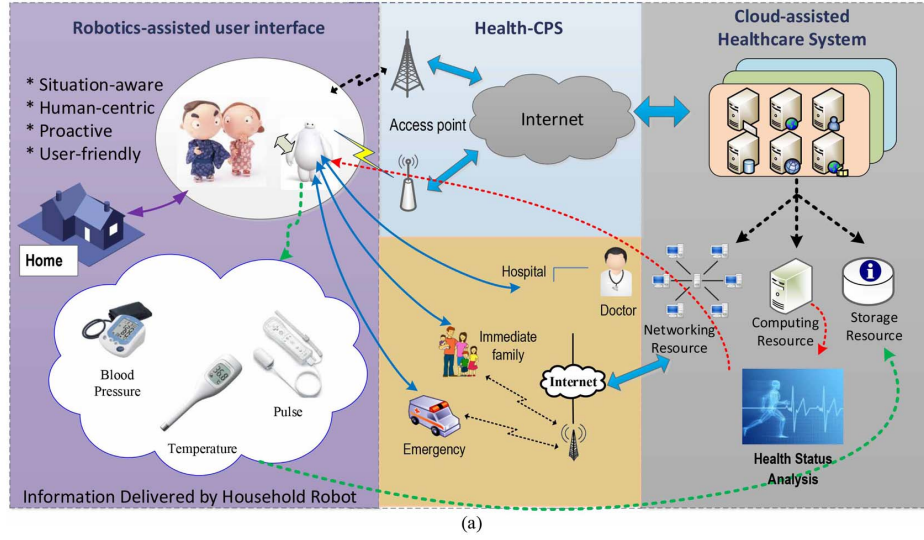 Robotics-assisted user interface
* Situation-aware
* Human-centric
* Proactive
* User-friendly
Home
Blood
Pressure
Temperature
Pulse
Information Delivered by Household Robot
Health-CPS
Access point
Internet
Hospital
Doctor
Immediate
family
Internet
Emergency
Cloud-assisted
Healthcare System
Networking
Resource
Computing
Resource
Storage
Resource
Health Status
Analysis
(a)